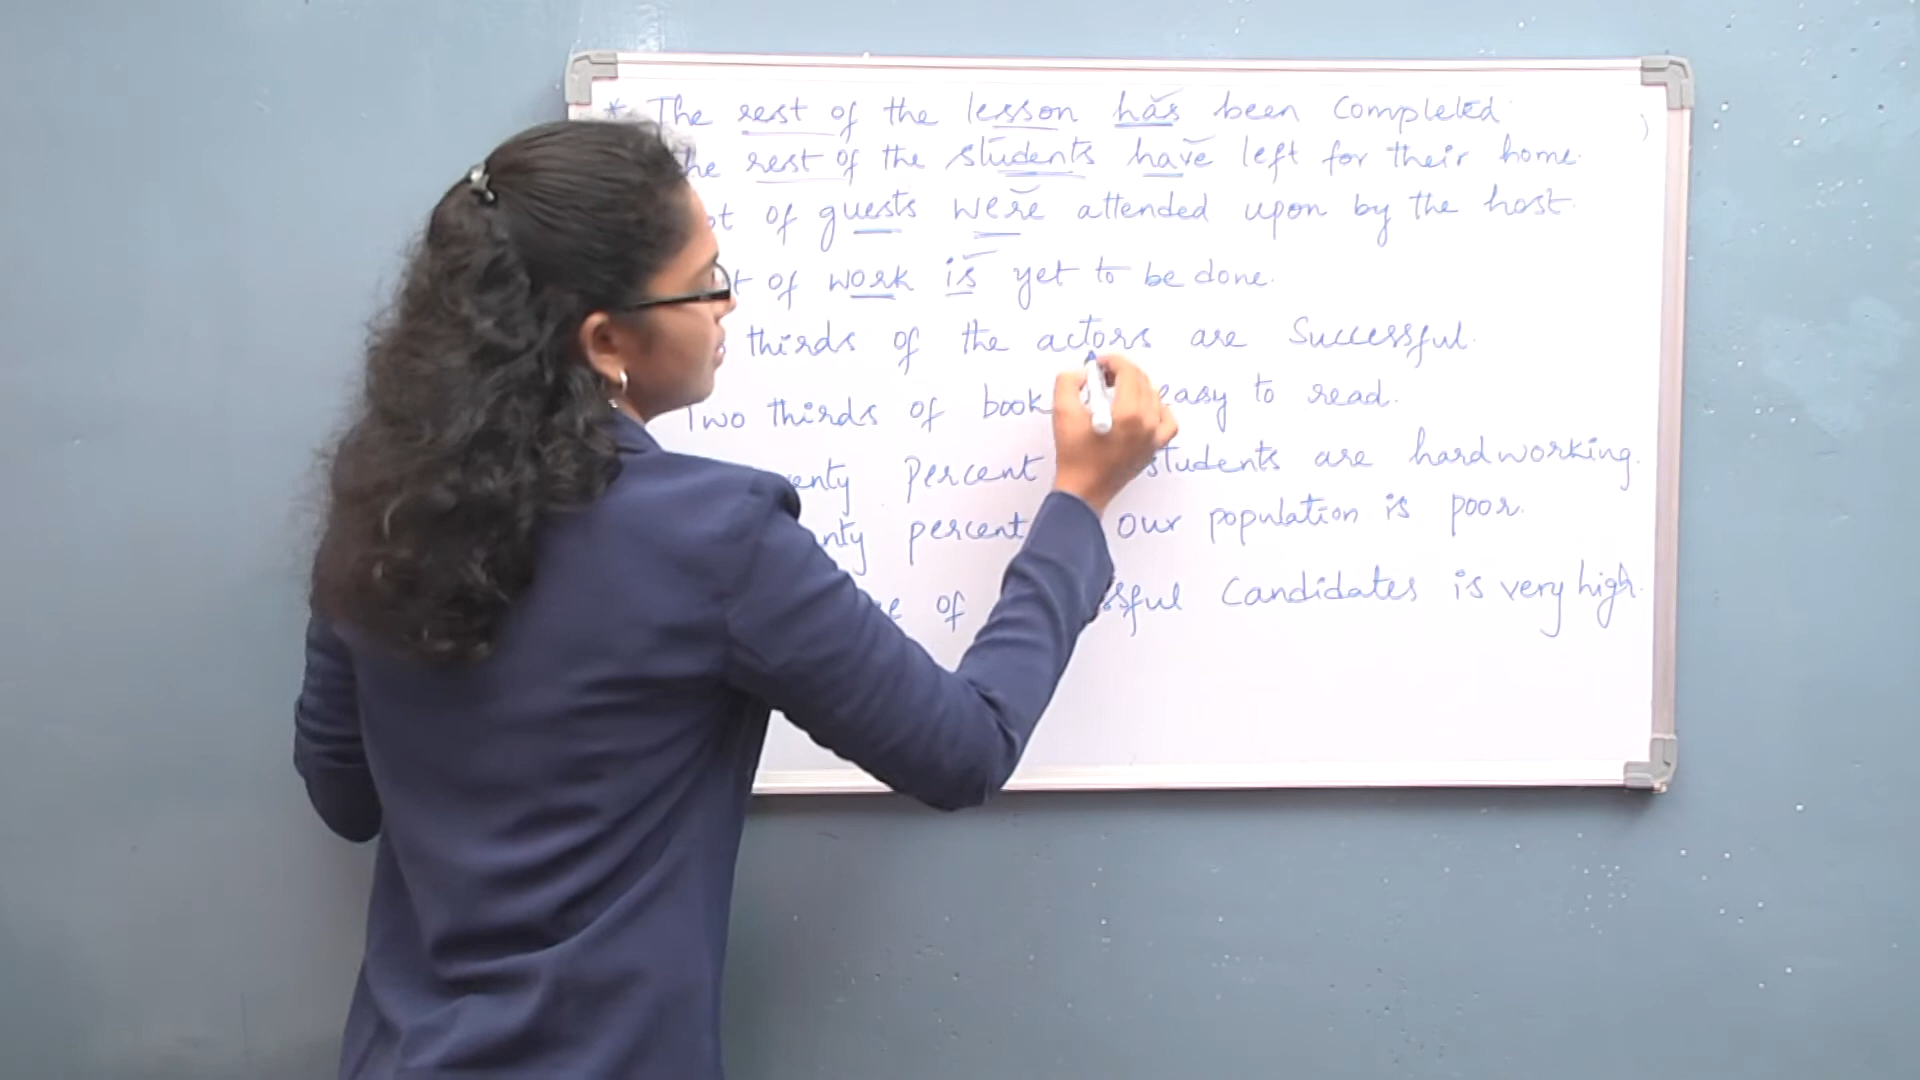 * The rest of the lesson has been completed
the rest of the students have left for their home.
of guests were attended upon by the host.
of work is yet to be done.
thirds of the actors are Successful.
Two thirds of book easy to read.
percent students are hardworking.
percent our population is poor.
of Candidates is very high.